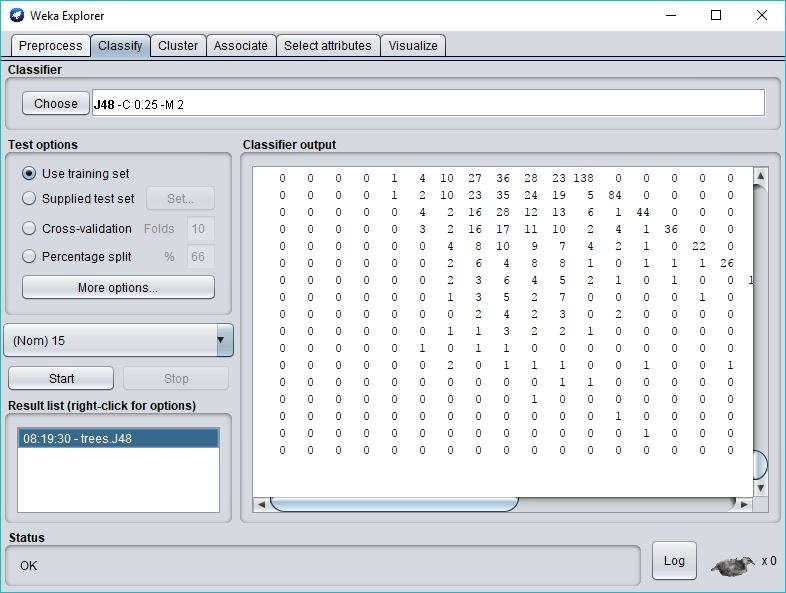 Weka Explorer
Preprocess Classify Cluster Associate Select attributes Visualize
Classifier
Choose J48 -C 0.25 -M 2
Test options
Use training set
Supplied test set Set...
Cross-validation Folds 10
Percentage split % 66
More options...
(Nom) 15
Start Stop
Result list (right-click for options)
08:19:30 - trees.J48
Classifier output
0 0 0 0 1 4 10 27 36 28 23 138 0 0 0 0 0
0 0 0 0 1 2 10 23 35 24 19 5 84 0 0 0 0
0 0 0 0 0 4 2 16 28 12 13 6 1 44 0 0 0
0 0 0 0 0 3 2 16 17 11 10 2 4 1 36 0 0
0 0 0 0 0 0 4 8 10 9 7 4 2 1 0 22 0
0 0 0 0 0 0 2 6 4 8 8 1 0 1 1 1 26
0 0 0 0 0 0 2 3 6 4 5 2 1 0 1 0 0 1
0 0 0 0 0 0 1 3 5 2 7 0 0 0 0 1 0
0 0 0 0 0 0 0 2 4 2 3 0 2 0 0 0 0
0 0 0 0 0 0 1 1 3 2 2 1 0 0 0 0 0
0 0 0 0 0 1 0 1 1 0 0 0 0 0 0 0 0
0 0 0 0 0 0 2 0 1 1 1 0 0 1 0 0 1
0 0 0 0 0 0 0 0 0 0 1 1 0 0 0 0 0
0 0 0 0 0 0 0 0 0 1 0 0 0 0 0 0 0
0 0 0 0 0 0 0 0 0 0 0 0 1 0 0 0 0
0 0 0 0 0 0 0 0 0 0 0 0 0 1 0 0 0
0 0 0 0 0 0 0 0 0 0 0 0 0 0 0 0 0
Status
OK
Log
x 0